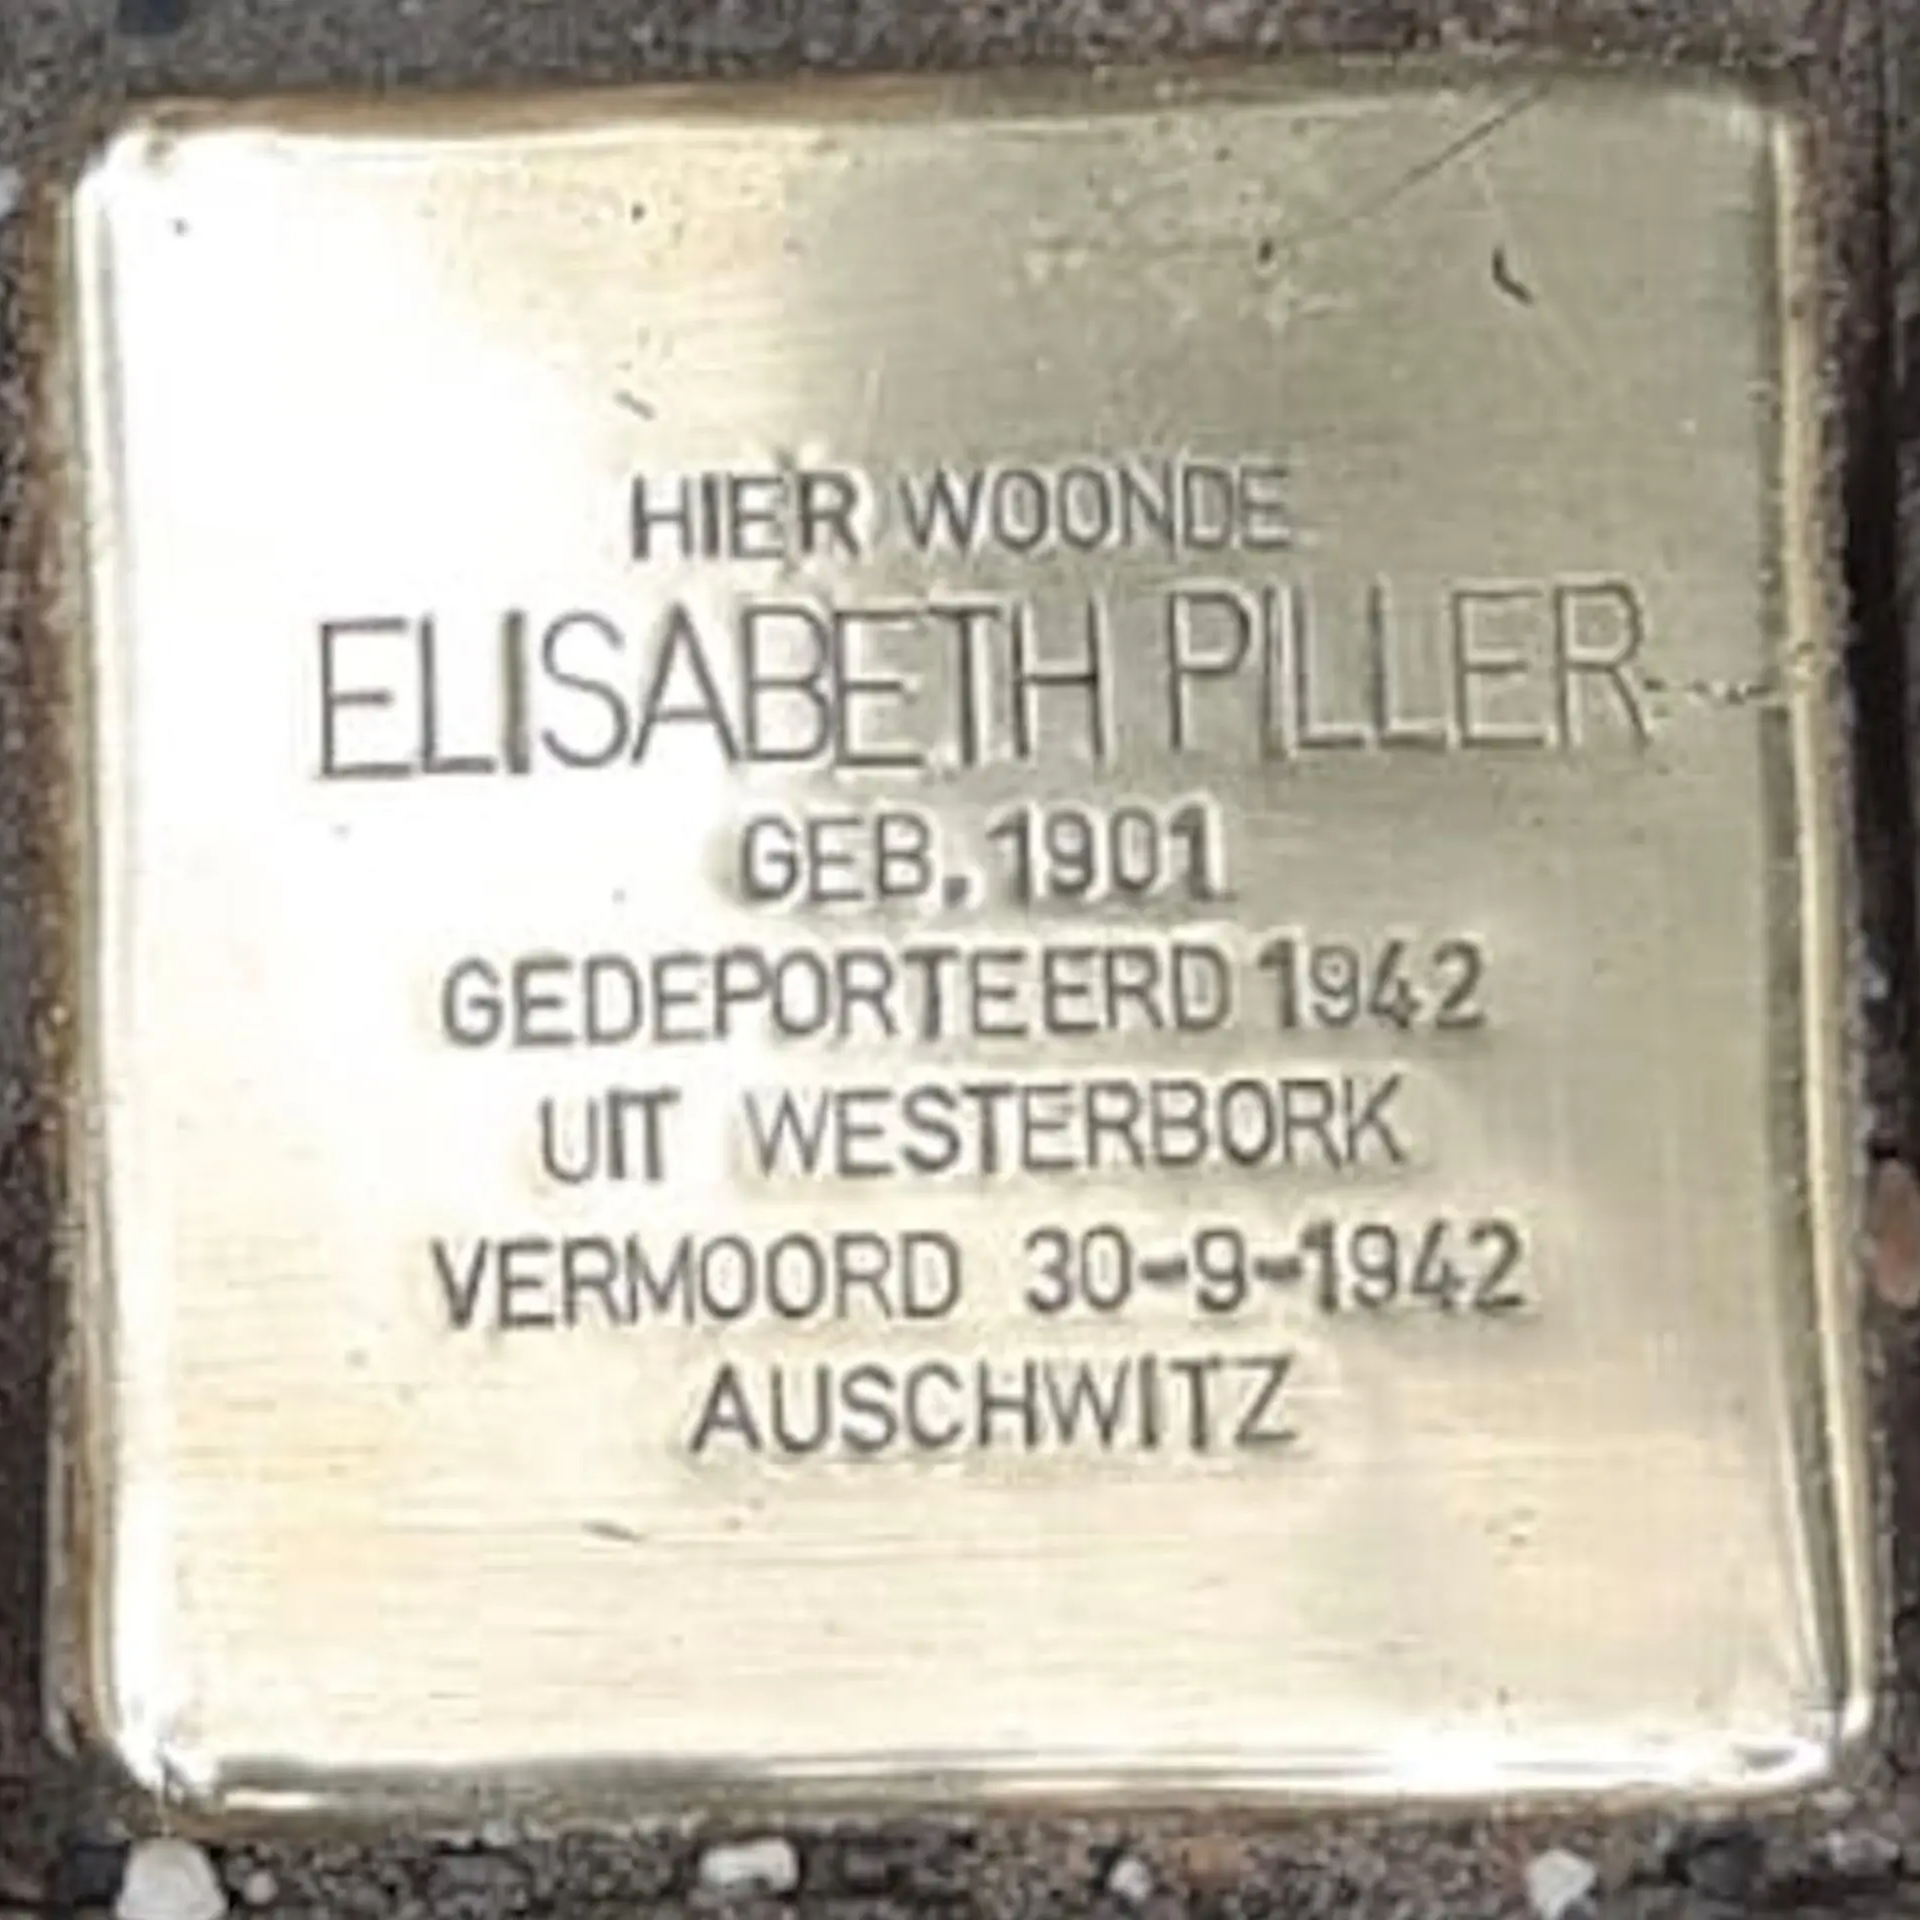 HIER WOONDE
ELISABETH PILLER
GEB. 1901
GEDEPORTEERD 1942
UIT WESTERBORK
VERMOORD 30-9-1942
AUSCHWITZ